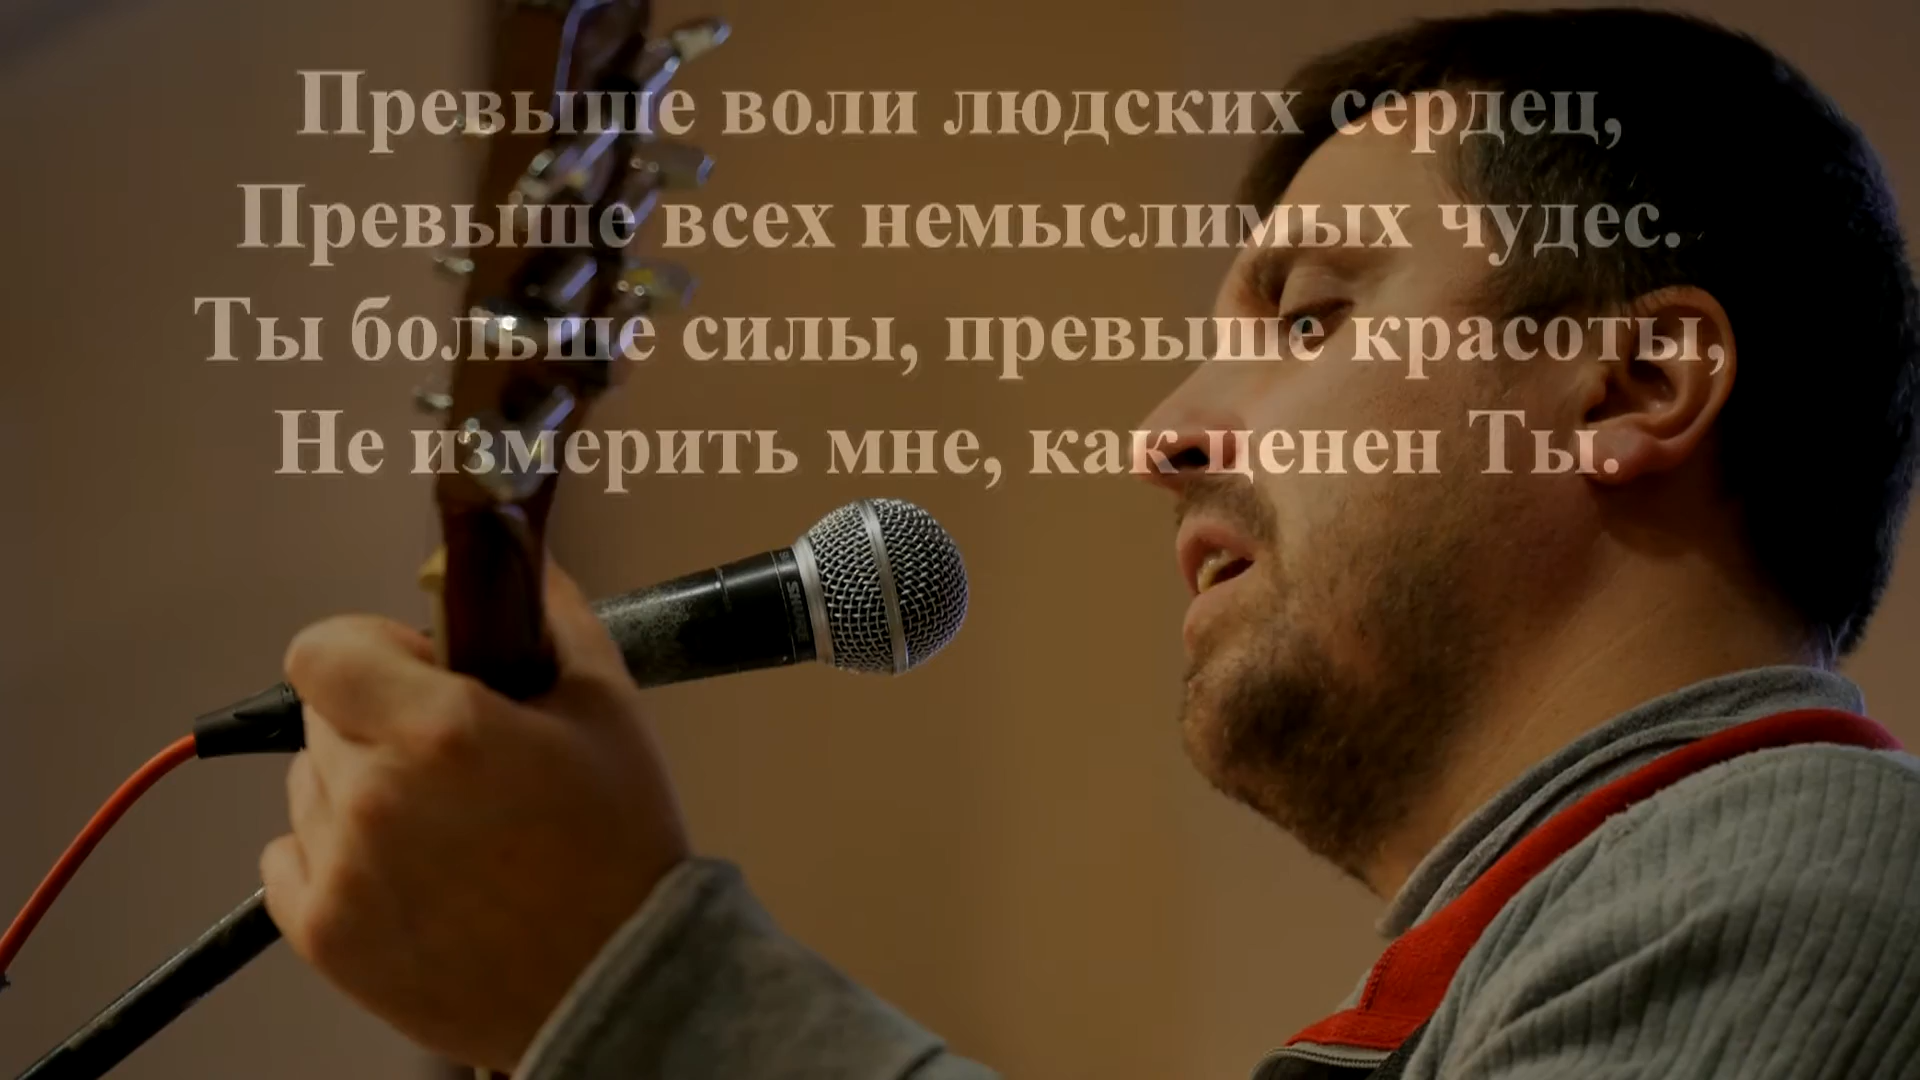 Превыше воли людских сердец,
Превыше всех немыслимых чудес.
Ты больше силы, превыше красоты,
Не измерить мне, как ценен Ты.
SHURE